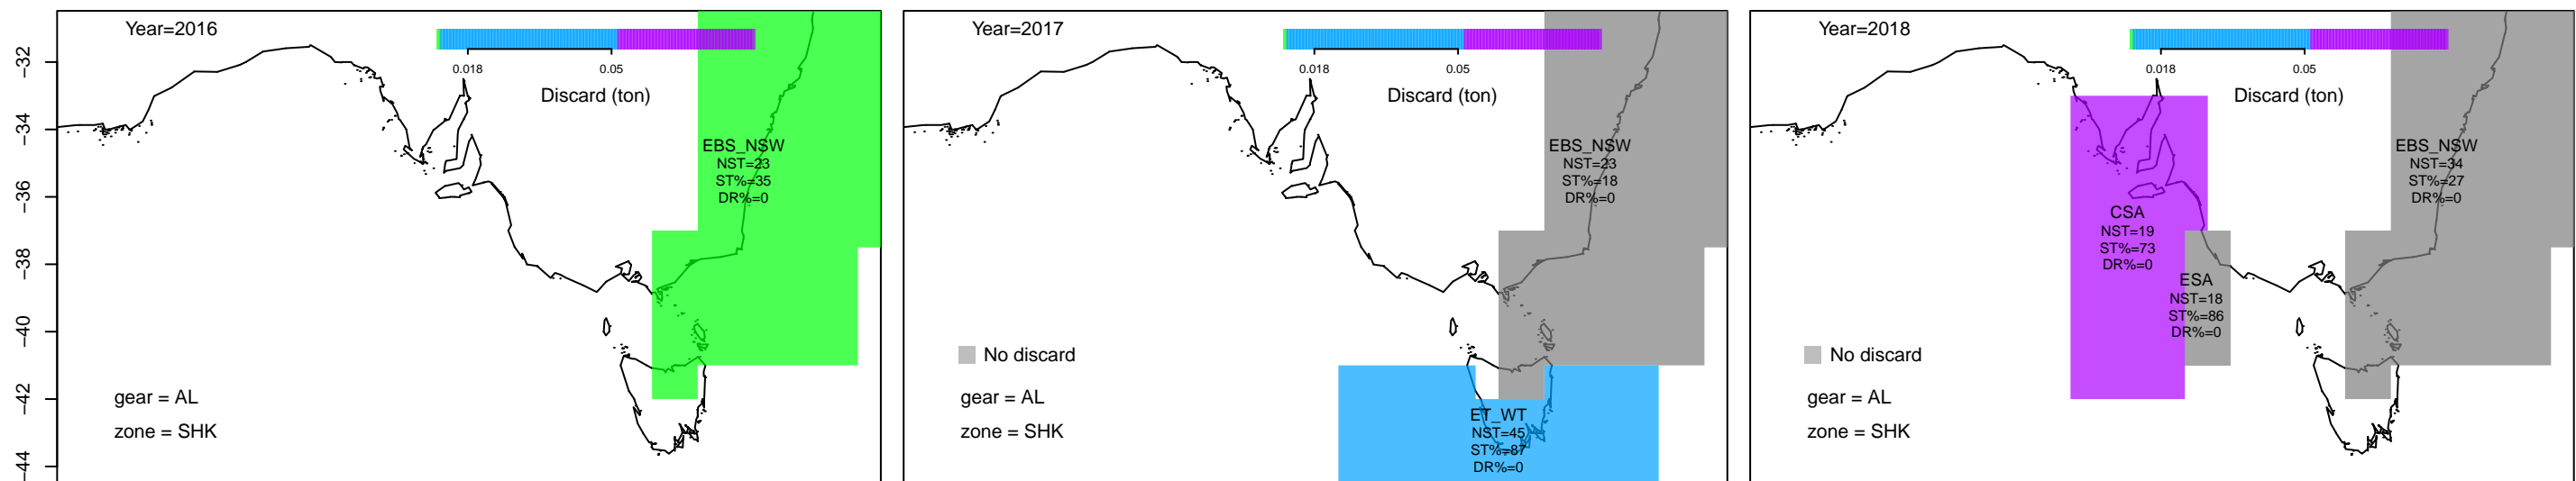 Year=2016
0.018 0.05
Discard (ton)
EBS_NSW
NST=23
ST%=35
DR%=0
gear = AL
zone = SHK
−32
−34
−36
−38
−40
−42
−44
Year=2017
0.018 0.05
Discard (ton)
EBS_NSW
NST=23
ST%=18
DR%=0
No discard
gear = AL
zone = SHK
ET_WT
NST=45
ST%=87
DR%=0
Year=2018
0.018 0.05
Discard (ton)
EBS_NSW
NST=34
ST%=27
DR%=0
CSA
NST=19
ST%=73
DR%=0
ESA
NST=18
ST%=86
DR%=0
No discard
gear = AL
zone = SHK